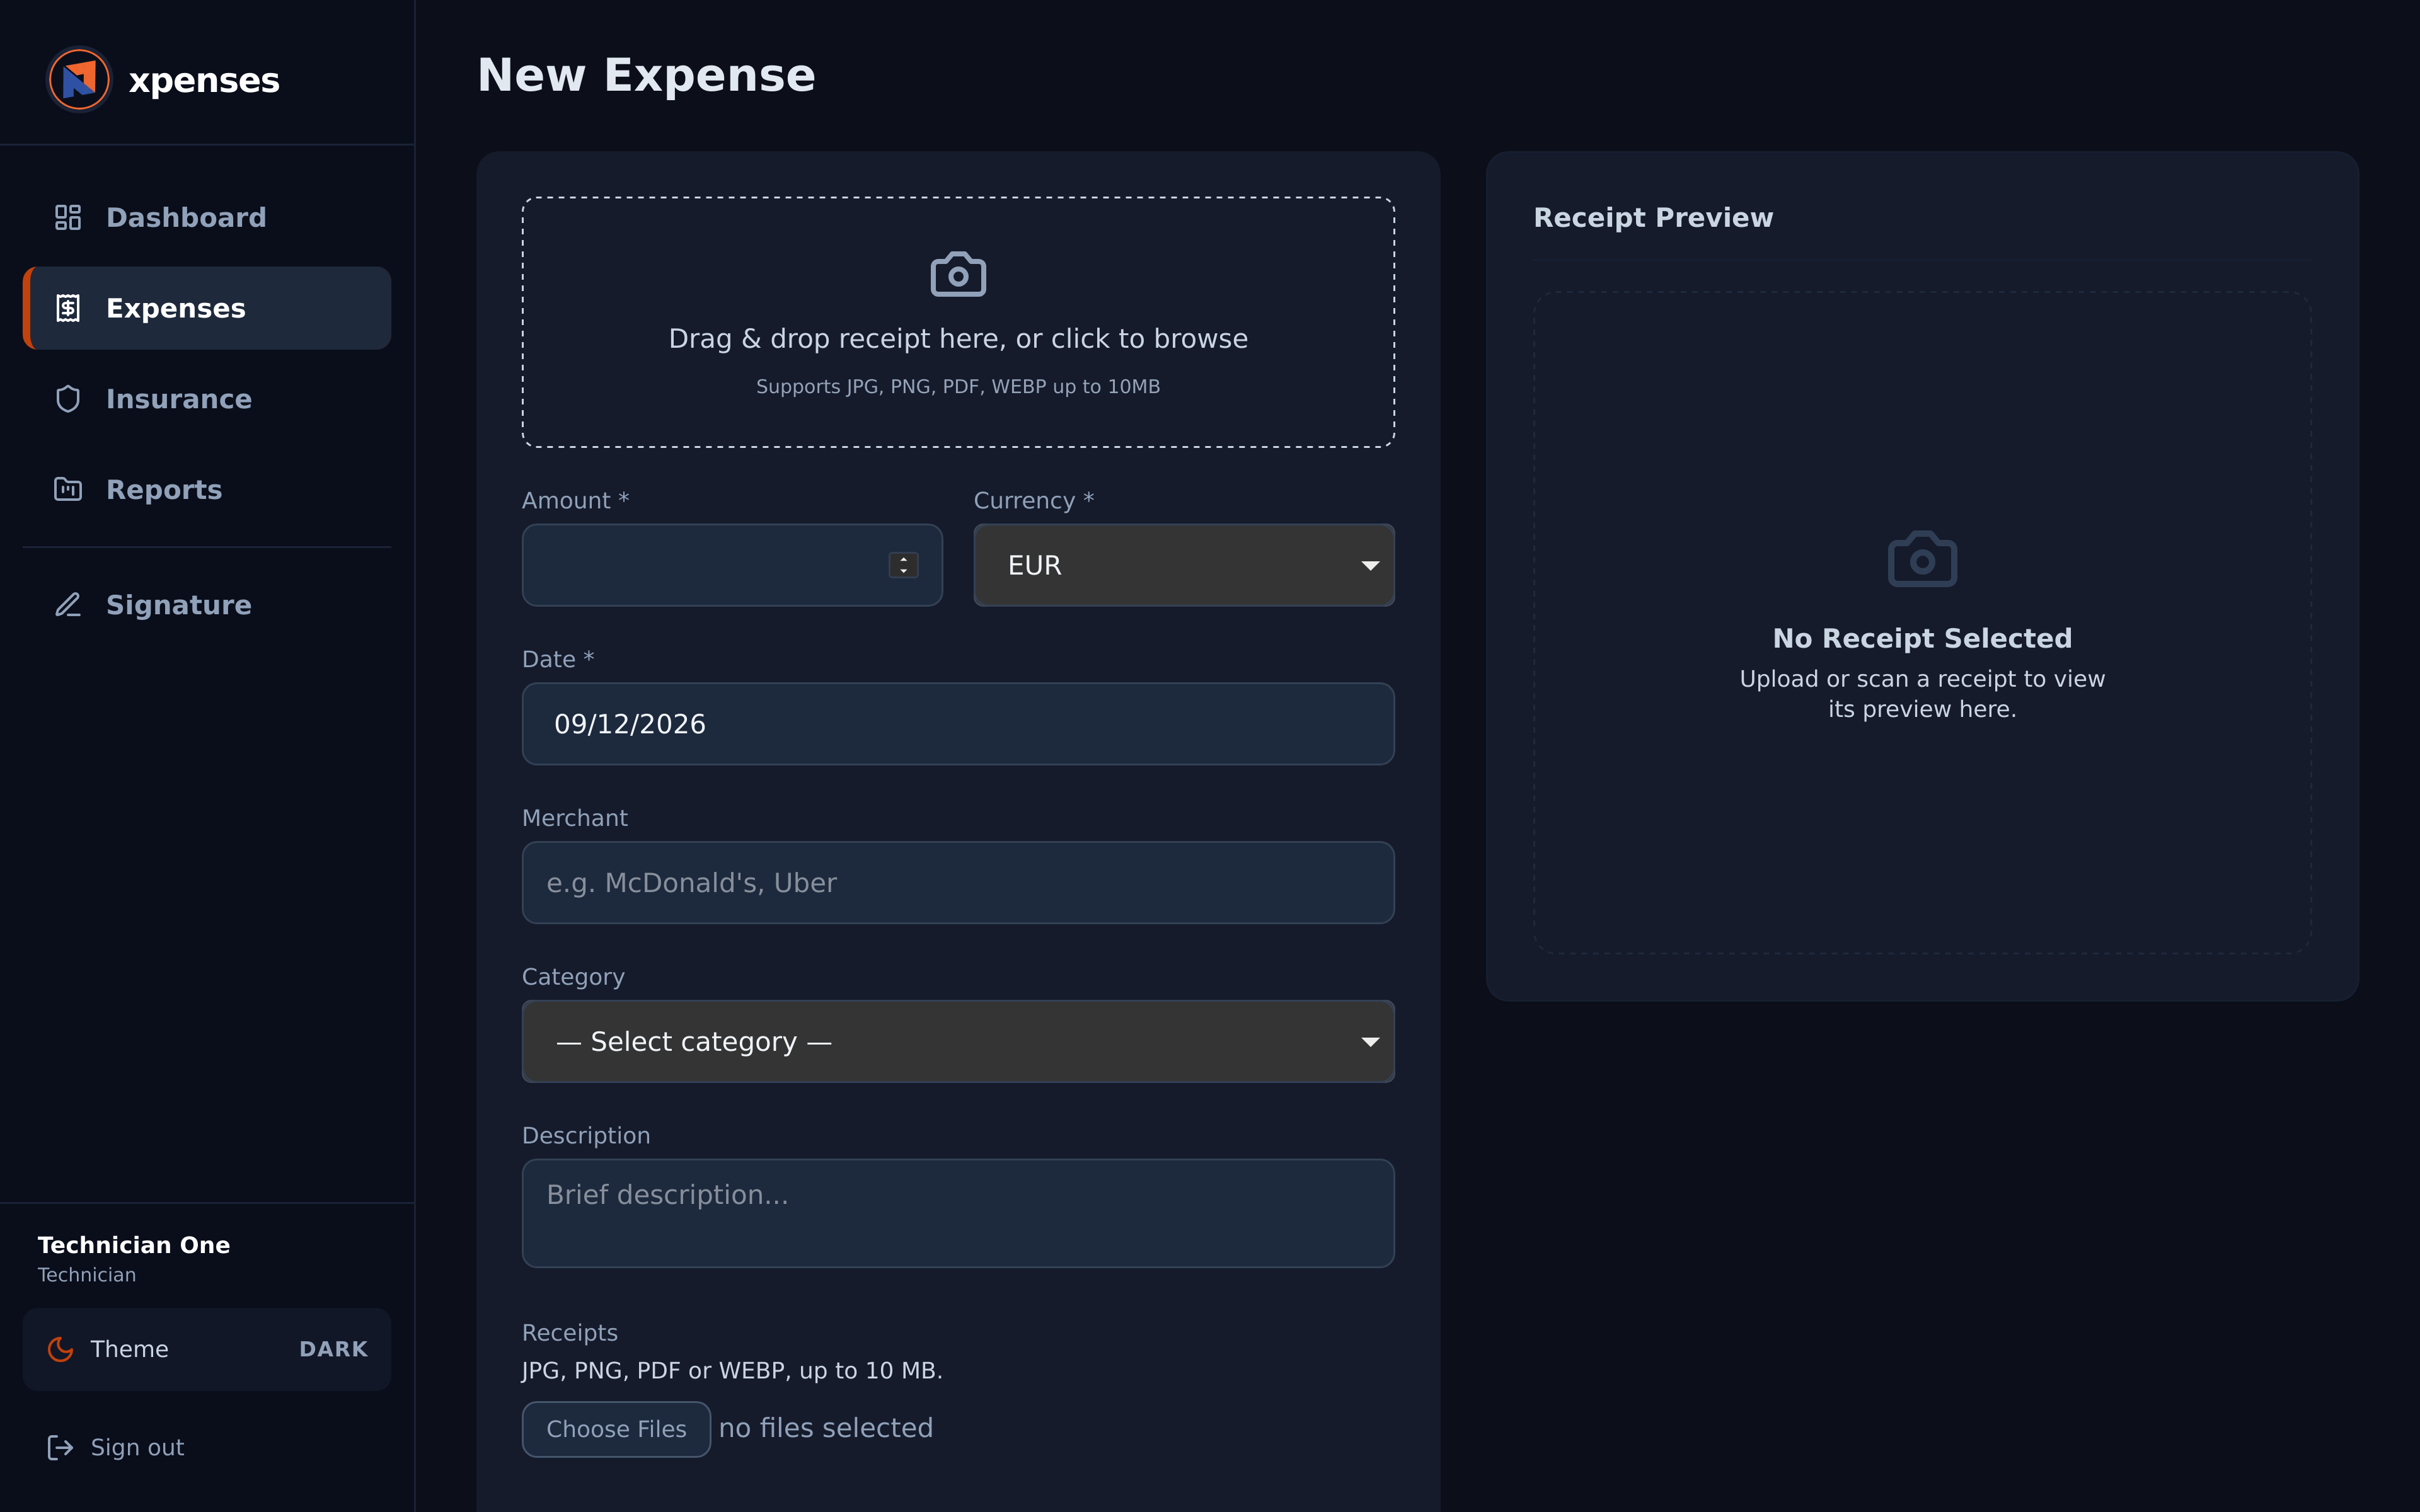 xpenses
Dashboard
Expenses
Insurance
Reports
Signature
Technician One
Technician
Theme
DARK
Sign out
New Expense
Drag & drop receipt here, or click to browse
Supports JPG, PNG, PDF, WEBP up to 10MB
Amount *
Currency *
EUR
Date *
09/12/2026
Merchant
e.g. McDonald's, Uber
Category
— Select category —
Description
Brief description...
Receipts
JPG, PNG, PDF or WEBP, up to 10 MB.
Choose Files no files selected
Receipt Preview
No Receipt Selected
Upload or scan a receipt to view
its preview here.